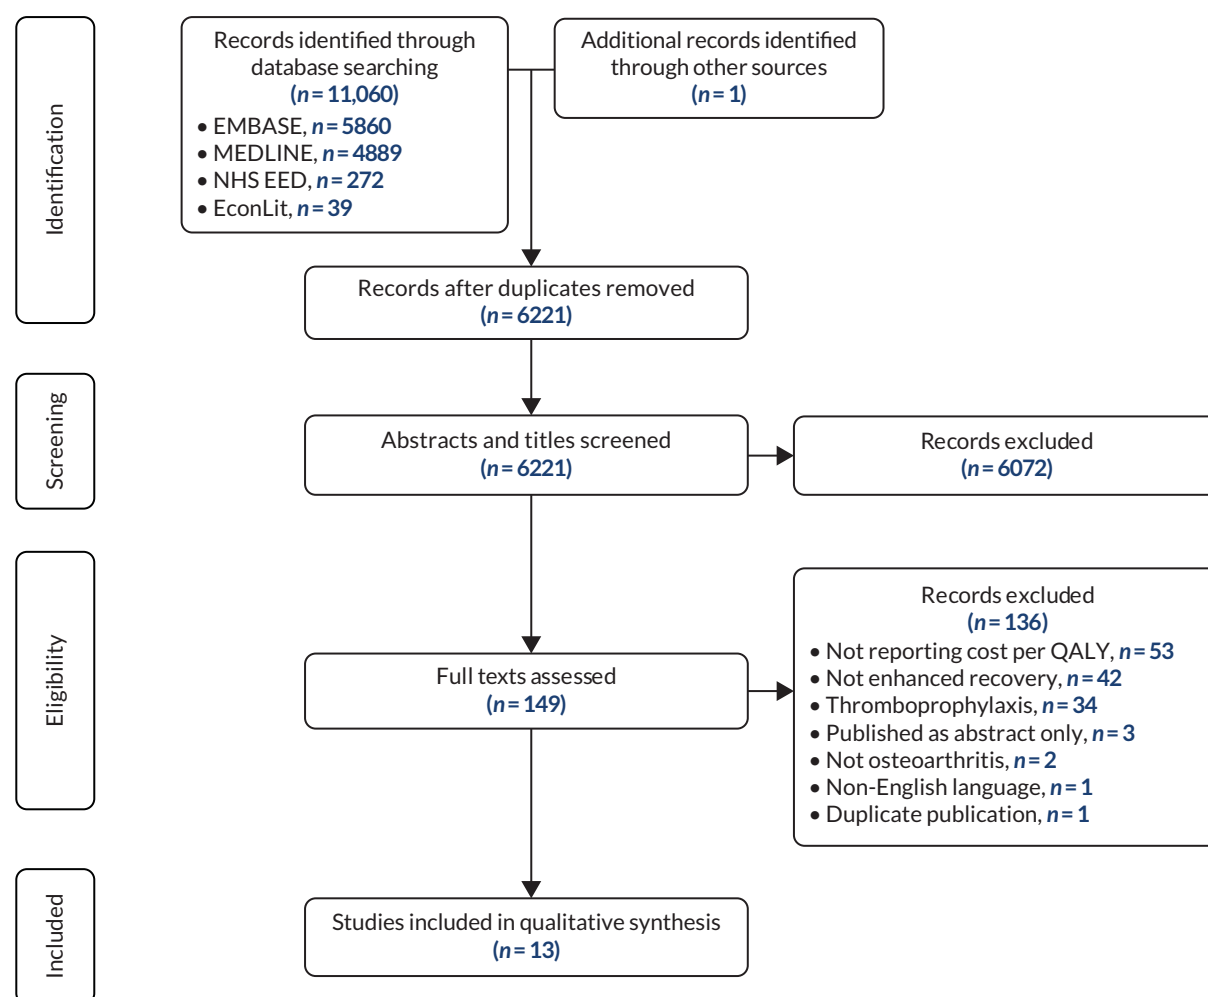 Identification
Records identified through
database searching
(n = 11,060)
• EMBASE, n = 5860
• MEDLINE, n = 4889
• NHS EED, n = 272
• EconLit, n = 39
Additional records identified
through other sources
(n = 1)
Records after duplicates removed
(n = 6221)
Screening
Abstracts and titles screened
(n = 6221)
Records excluded
(n = 6072)
Eligibility
Full texts assessed
(n = 149)
Records excluded
(n = 136)
• Not reporting cost per QALY, n = 53
• Not enhanced recovery, n = 42
• Thromboprophylaxis, n = 34
• Published as abstract only, n = 3
• Not osteoarthritis, n = 2
• Non-English language, n = 1
• Duplicate publication, n = 1
Included
Studies included in qualitative synthesis
(n = 13)